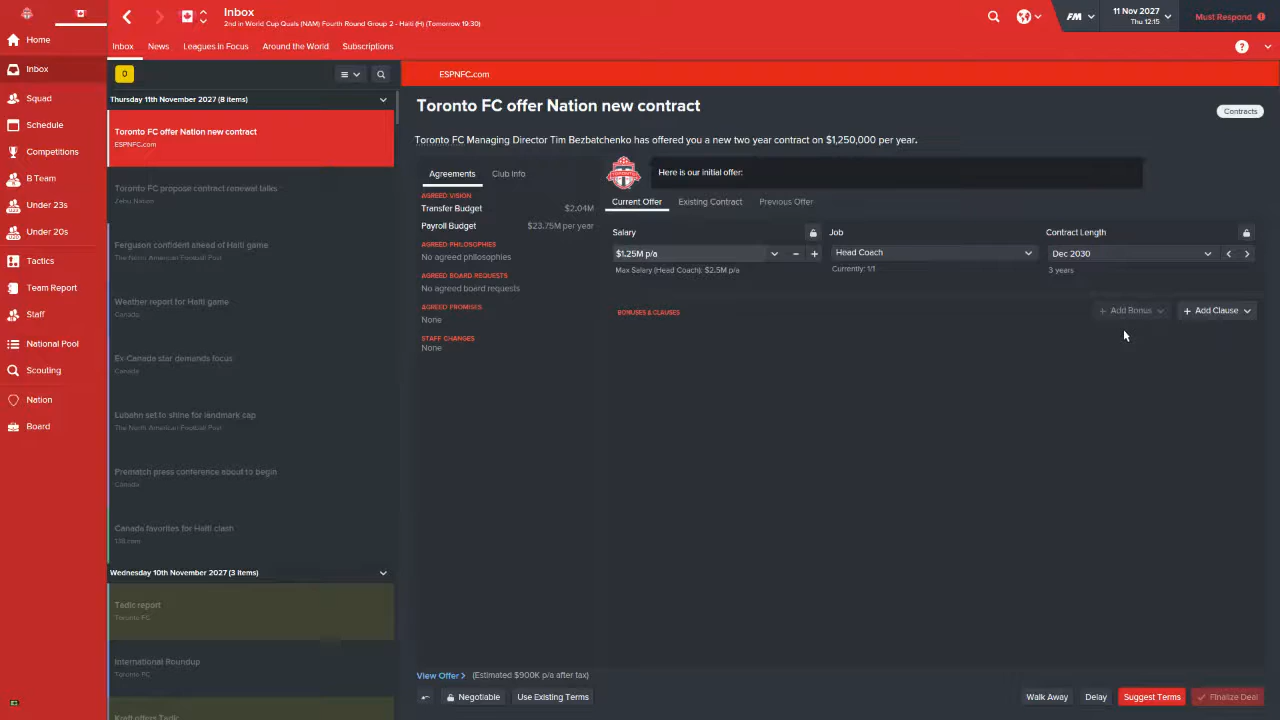 Inbox
2nd in World Cup Quals (NAM) Fourth Round Group 2 - Haiti (H) (Tomorrow 19:30)
FM
11 Nov 2027
Thu 12:15
Must Respond
Home
Inbox
Squad
Schedule
Competitions
B Team
Under 23s
Under 20s
Tactics
Team Report
Staff
National Pool
Scouting
Nation
Board
Inbox
News
Leagues in Focus
Around the World
Subscriptions
0
Thursday 11th November 2027 (8 items)
Toronto FC offer Nation new contract
ESPNFC.com
Toronto FC propose contract renewal talks
Zebu Nation
Ferguson confident ahead of Haiti game
The North American Football Post
Weather report for Haiti game
Canada
Ex-Canada star demands focus
Canada
Lubahn set to shine for landmark cap
The North American Football Post
Prematch press conference about to begin
Canada
Canada favorites for Haiti clash
Wednesday 10th November 2027 (3 items)
Tadic report
Toronto FC
International Roundup
Toronto FC
Kraft offers Tadic
ESPNFC.com
Toronto FC offer Nation new contract
Contracts
Toronto FC Managing Director Tim Bezbatchenko has offered you a new two year contract on $1,250,000 per year.
Agreements
Club Info
AGREED VISION
Transfer Budget $2.04M
Payroll Budget $23.75M per year
AGREED PHILOSOPHIES
No agreed philosophies
AGREED BOARD REQUESTS
No agreed board requests
AGREED PROMISES
None
STAFF CHANGES
None
TORONTO
Here is our initial offer:
Current Offer
Existing Contract
Previous Offer
Salary
$1.25M p/a
Max Salary (Head Coach): $2.5M p/a
Job
Head Coach
Currently: 1/1
Contract Length
Dec 2030
3 years
BONUSES & CLAUSES
Add Bonus
Add Clause
View Offer > (Estimated $900K p/a after tax)
Negotiable
Use Existing Terms
Walk Away
Delay
Suggest Terms
Finalize Deal